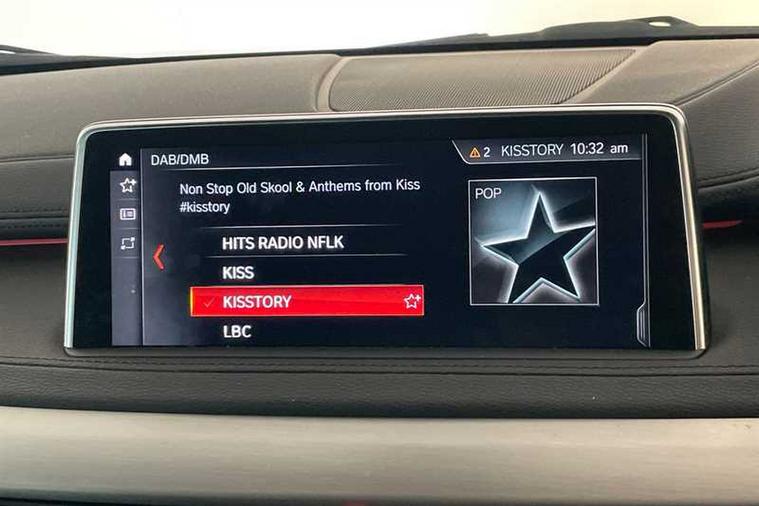 DAB/DMB
2 KISSTORY 10:32 am
Non Stop Old Skool & Anthems from Kiss
#kisstory
POP
HITS RADIO NFLK
KISS
KISSTORY
LBC